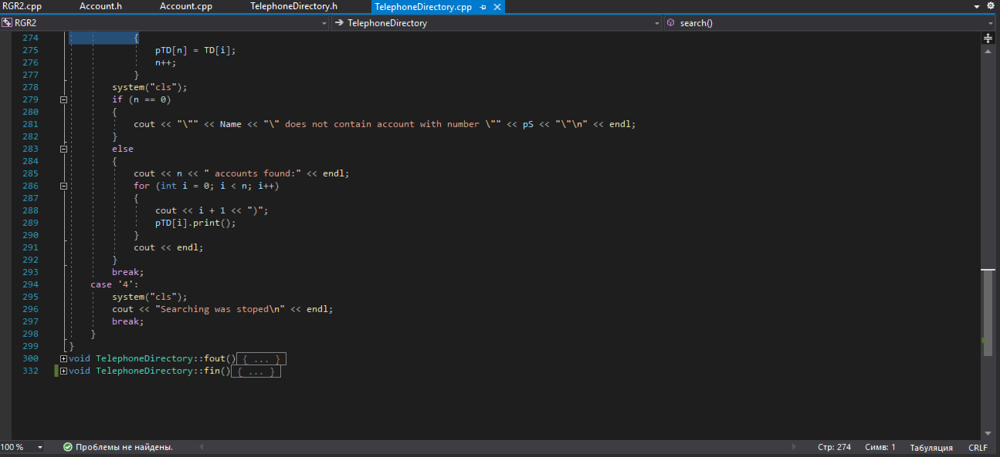 RGR2.cpp Account.h Account.cpp TelephoneDirectory.h TelephoneDirectory.cpp
RGR2 TelephoneDirectory search()
274 {
275 pTD[n] = TD[i];
276 n++;
277 }
278 system("cls");
279 if (n == 0)
280 {
281 cout << "\"" << Name << "\" does not contain account with number \"" << pS << "\"\n" << endl;
282 }
283 else
284 {
285 cout << n << " accounts found:" << endl;
286 for (int i = 0; i < n; i++)
287 {
288 cout << i + 1 << ")";
289 pTD[i].print();
290 }
291 cout << endl;
292 }
293 break;
294 case '4':
295 system("cls");
296 cout << "Searching was stoped\n" << endl;
297 break;
298 }
299 }
300 void TelephoneDirectory::fout(){ ... }
332 void TelephoneDirectory::fin(){ ... }
100 % Проблемы не найдены. Стр: 274 Симв: 1 Табуляция CRLF